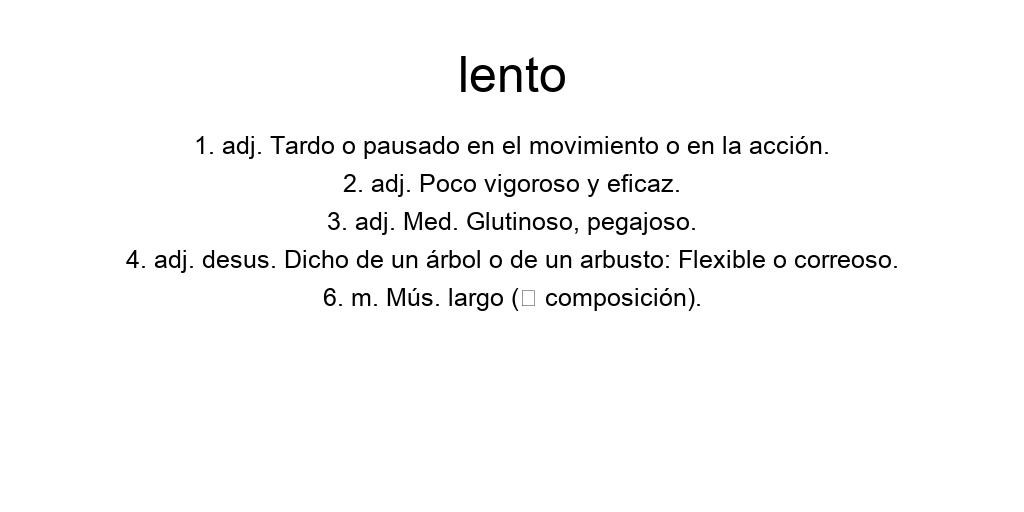 lento
1. adj. Tardo o pausado en el movimiento o en la acción.
2. adj. Poco vigoroso y eficaz.
3. adj. Med. Glutinoso, pegajoso.
4. adj. desus. Dicho de un árbol o de un arbusto: Flexible o correoso.
6. m. Mús. largo (□ composición).